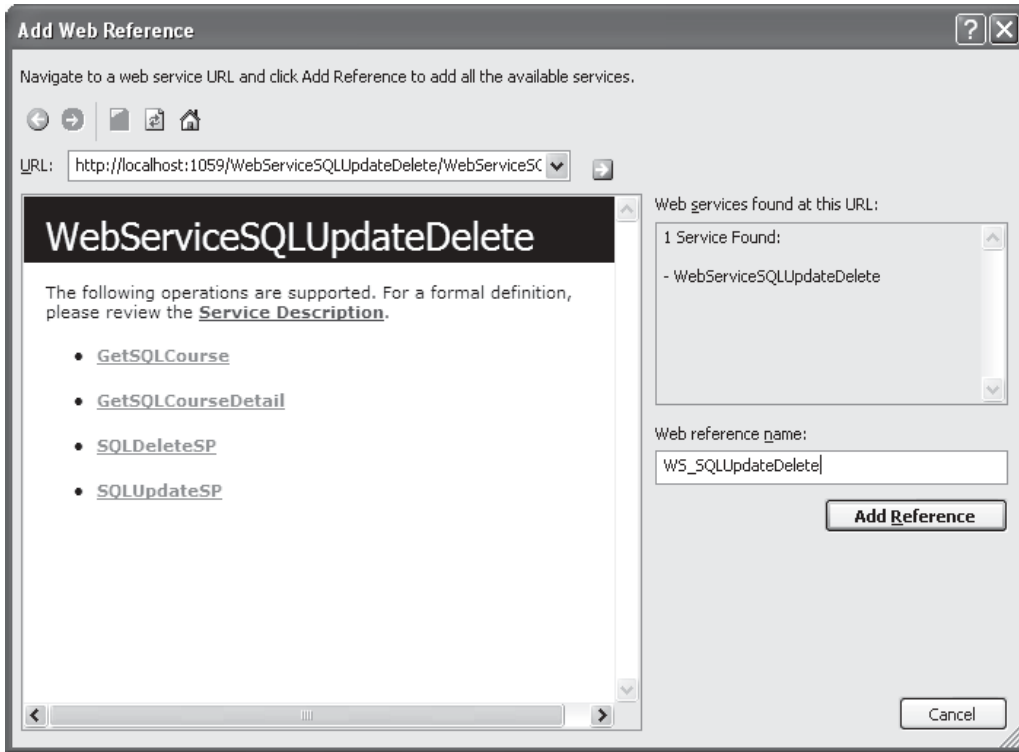 Add Web Reference
Navigate to a web service URL and click Add Reference to add all the available services.
URL: http://localhost:1059/WebServiceSQLUpdateDelete/WebServiceSQ
WebServiceSQLUpdateDelete
The following operations are supported. For a formal definition,
please review the Service Description.
• GetSQLCourse
• GetSQLCourseDetail
• SQLDeleteSP
• SQLUpdateSP
Web services found at this URL:
1 Service Found:
- WebServiceSQLUpdateDelete
Web reference name:
WS_SQLUpdateDelete
Add Reference
Cancel